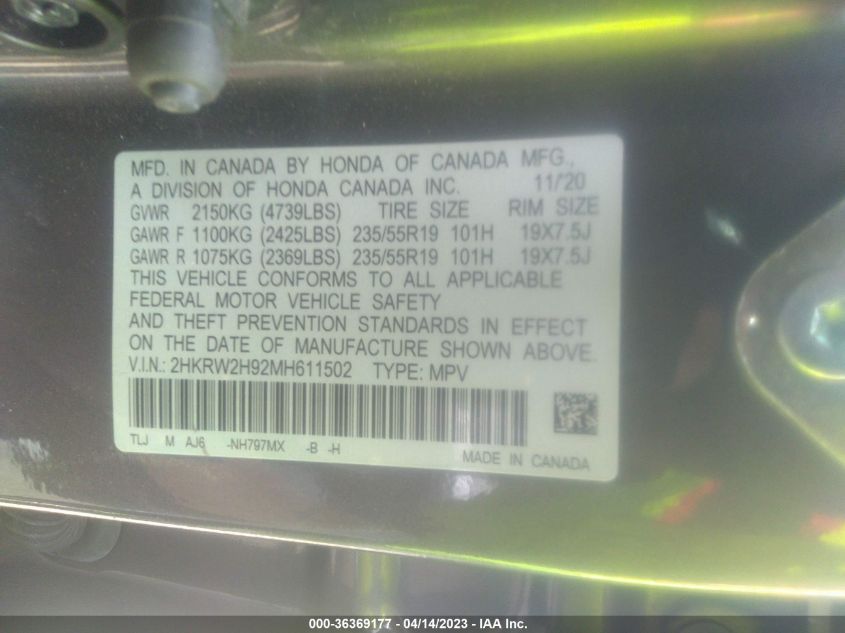 MFD. IN CANADA BY HONDA OF CANADA MFG.,
A DIVISION OF HONDA CANADA INC. 11/20
GVWR 2150KG (4739LBS) TIRE SIZE RIM SIZE
GAWR F 1100KG (2425LBS) 235/55R19 101H 19X7.5J
GAWR R 1075KG (2369LBS) 235/55R19 101H 19X7.5J
THIS VEHICLE CONFORMS TO ALL APPLICABLE
FEDERAL MOTOR VEHICLE SAFETY
AND THEFT PREVENTION STANDARDS IN EFFECT
ON THE DATE OF MANUFACTURE SHOWN ABOVE.
V.I.N.: 2HKRW2H92MH611502 TYPE: MPV
TLJ M AJ6 -NH797MX -B -H
MADE IN CANADA
000-36369177 - 04/14/2023 - IAA Inc.